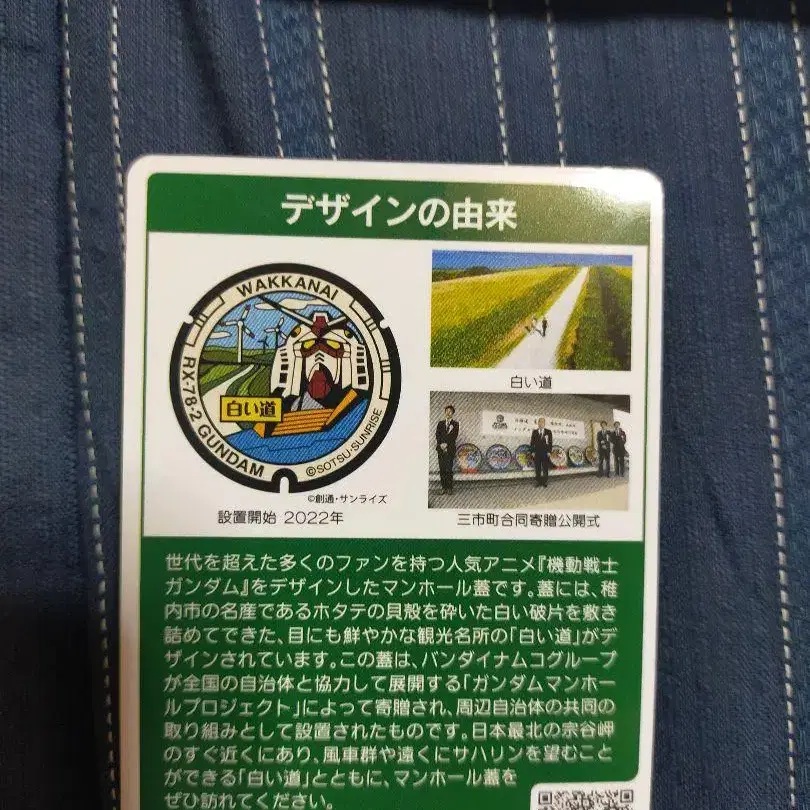 デザインの由来
WAKKANAI
RX-78-2 GUNDAM
白い道
©SOTSU・SUNRISE
©創通・サンライズ
設置開始 2022年
白い道
三市町合同寄贈公開式
世代を超えた多くのファンを持つ人気アニメ『機動戦士
ガンダム』をデザインしたマンホール蓋です。蓋には、稚
内市の名産であるホタテの貝殻を砕いた白い破片を敷き
詰めてできた、目にも鮮やかな観光名所の「白い道」がデ
ザインされています。この蓋は、バンダイナムコグループ
が全国の自治体と協力して展開する「ガンダムマンホー
ルプロジェクト」によって寄贈され、周辺自治体の共同の
取り組みとして設置されたものです。日本最北の宗谷岬
のすぐ近くにあり、風車群や遠くにサハリンを望むこと
ができる「白い道」とともに、マンホール蓋を
ぜひ訪れてください。